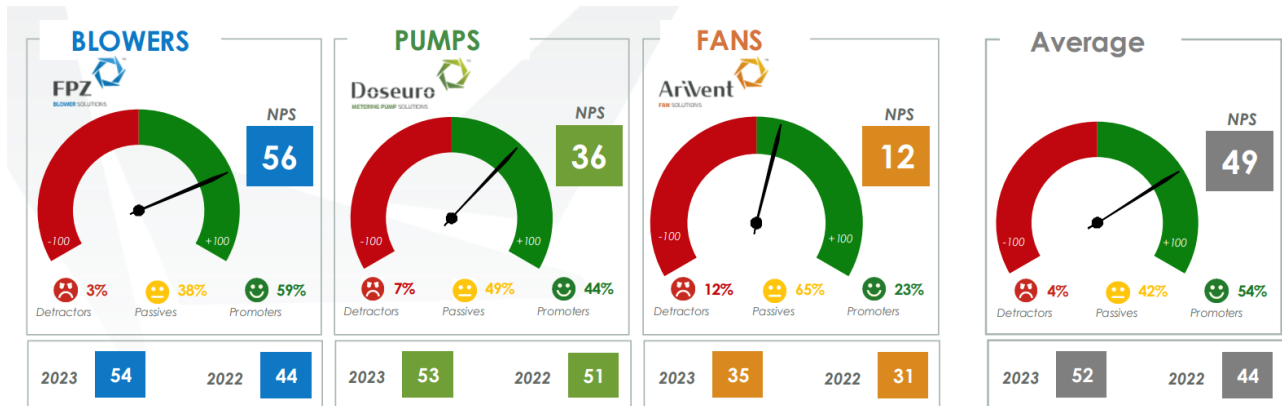 BLOWERS
FPZ™
BLOWER SOLUTIONS
NPS
56
-100
+100
3%
38%
59%
Detractors
Passives
Promoters
2023
54
2022
44
PUMPS
Doseuro™
METERING PUMP SOLUTIONS
NPS
36
-100
+100
7%
49%
44%
Detractors
Passives
Promoters
2023
53
2022
51
FANS
AriVent™
FAN SOLUTIONS
NPS
12
-100
+100
12%
65%
23%
Detractors
Passives
Promoters
2023
35
2022
31
Average
NPS
49
-100
+100
4%
42%
54%
Detractors
Passives
Promoters
2023
52
2022
44